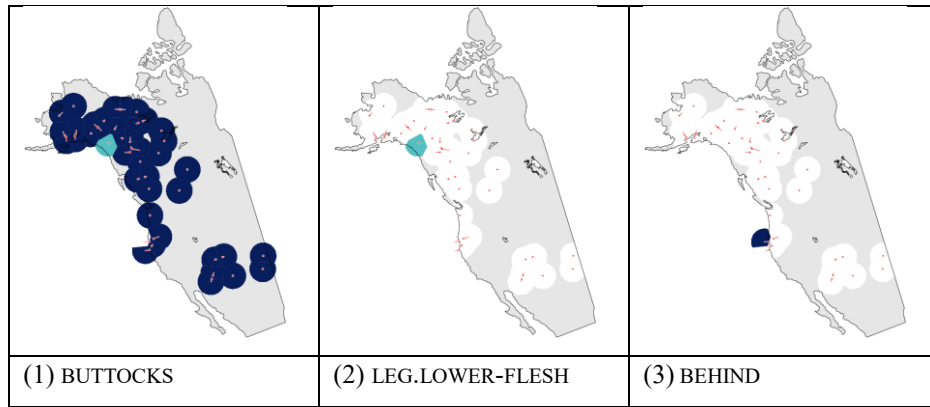 (1) BUTTOCKS
(2) LEG.LOWER-FLESH
(3) BEHIND